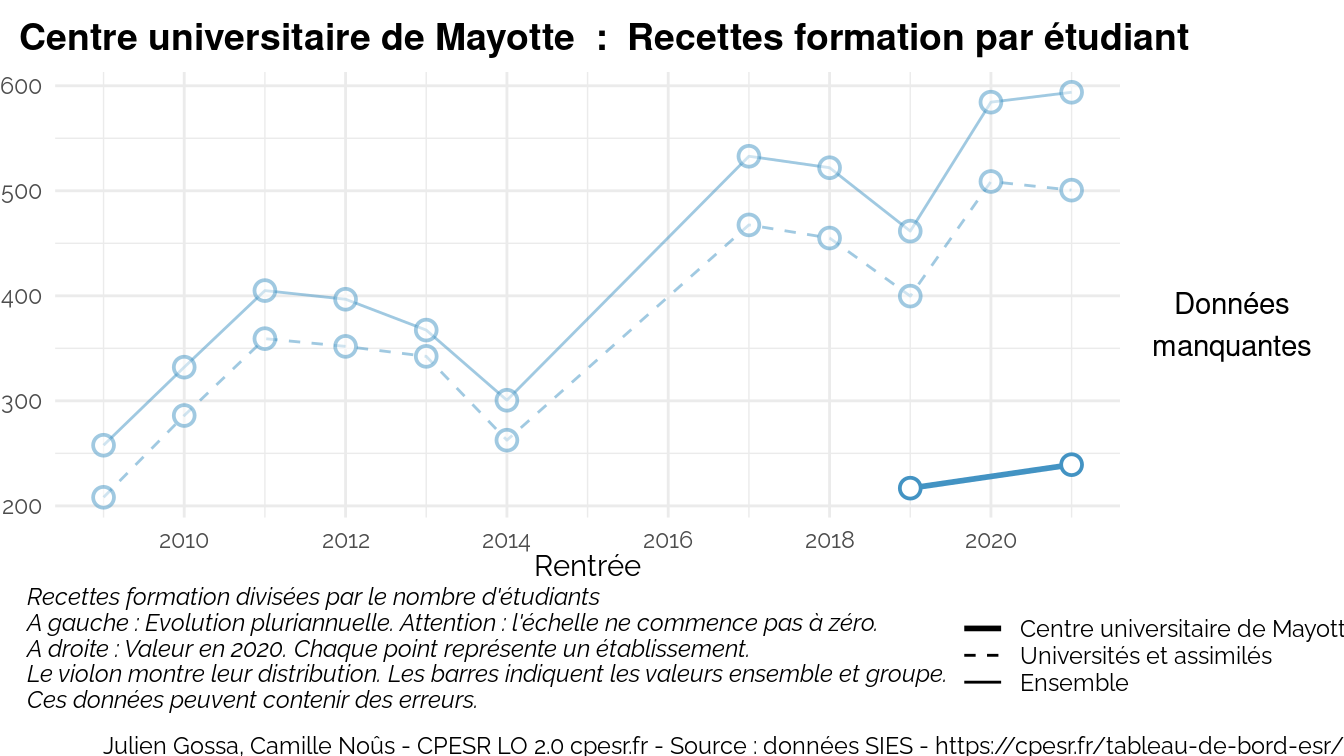 Centre universitaire de Mayotte : Recettes formation par étudiant
600
500
400
300
200
Données
manquantes
2010 2012 2014 2016 2018 2020
Rentrée
Recettes formation divisées par le nombre d'étudiants
A gauche : Evolution pluriannuelle. Attention : l'échelle ne commence pas à zéro.
A droite : Valeur en 2020. Chaque point représente un établissement.
Le violon montre leur distribution. Les barres indiquent les valeurs ensemble et groupe.
Ces données peuvent contenir des erreurs.
Centre universitaire de Mayott
Universités et assimilés
Ensemble
Julien Gossa, Camille Noûs - CPESR LO 2.0 cpesr.fr - Source : données SIES - https://cpesr.fr/tableau-de-bord-esr/